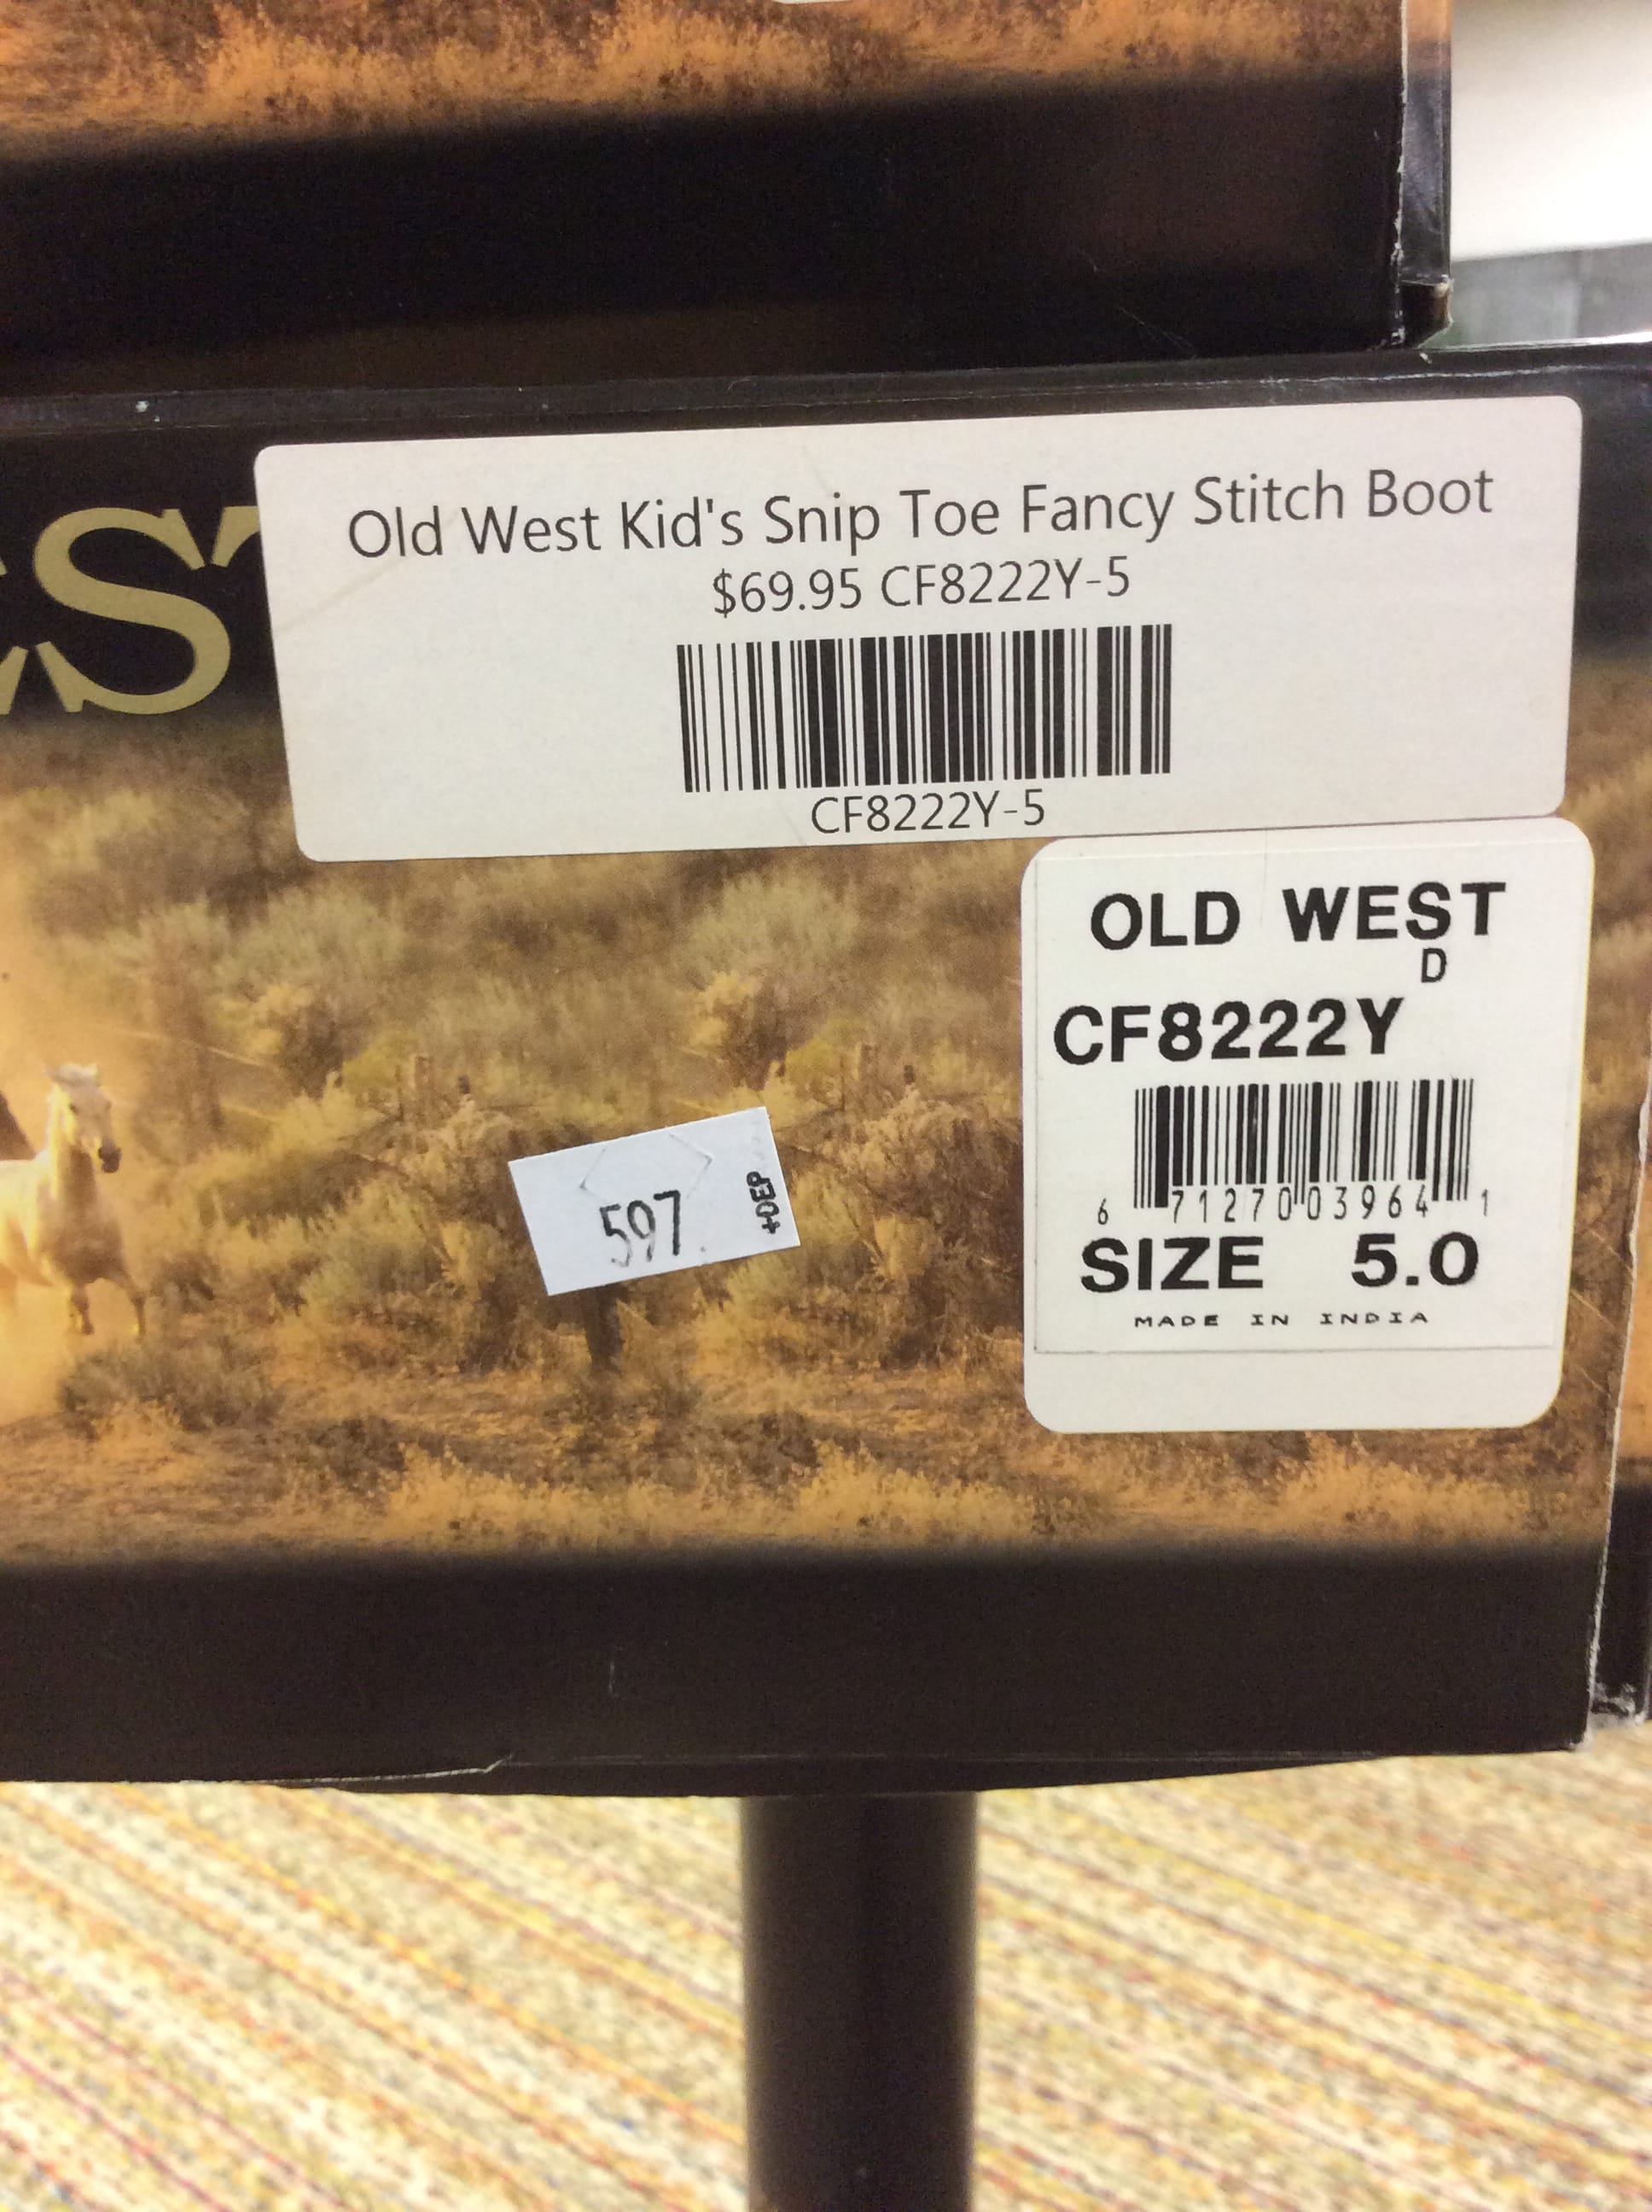 ST
Old West Kid's Snip Toe Fancy Stitch Boot
$69.95 CF8222Y-5
CF8222Y-5
OLD WEST
D
CF8222Y
6 71270 03964 1
SIZE 5.0
MADE IN INDIA
597
+DEP